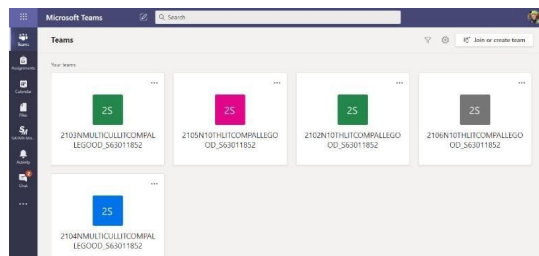 Microsoft Teams
Search
Teams
Join or create team
Your teams
Teams
Assignments
Calendar
Files
Activity
Chat
2S
2103NMULTICULLITCOMPAL
LEGOOD_S63011852
2S
2105N10THLITCOMPALLEGO
OD_S63011852
2S
2102N10THLITCOMPALLEGO
OD_S63011852
2S
2106N10THLITCOMPALLEGO
OD_S63011852
2S
2104NMULTICULLITCOMPAL
LEGOOD_S63011852